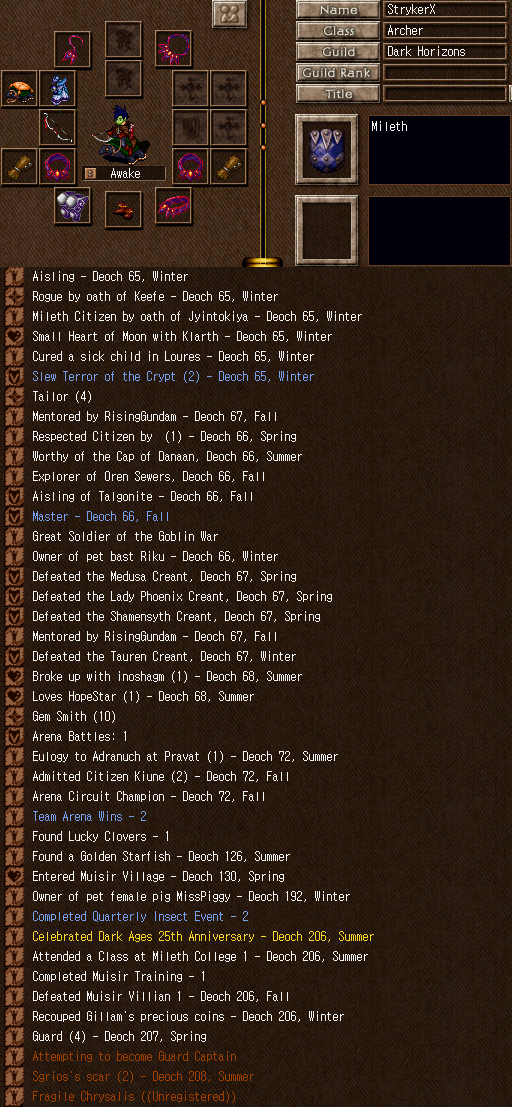 Name StrykerX
Class Archer
Guild Dark Horizons
Guild Rank
Title
Mileth
Awake
Aisling - Deoch 65, Winter
Rogue by oath of Keefe - Deoch 65, Winter
Mileth Citizen by oath of Jyintokiya - Deoch 65, Winter
Small Heart of Moon with Klarth - Deoch 65, Winter
Cured a sick child in Loures - Deoch 65, Winter
Slew Terror of the Crypt (2) - Deoch 65, Winter
Tailor (4)
Mentored by RisingGundam - Deoch 67, Fall
Respected Citizen by  (1) - Deoch 66, Spring
Worthy of the Cap of Danaan, Deoch 66, Summer
Explorer of Oren Sewers, Deoch 66, Fall
Aisling of Talgonite - Deoch 66, Fall
Master - Deoch 66, Fall
Great Soldier of the Goblin War
Owner of pet bast Riku - Deoch 66, Winter
Defeated the Medusa Creant, Deoch 67, Spring
Defeated the Lady Phoenix Creant, Deoch 67, Spring
Defeated the Shamensyth Creant, Deoch 67, Spring
Mentored by RisingGundam - Deoch 67, Fall
Defeated the Tauren Creant, Deoch 67, Winter
Broke up with inoshagm (1) - Deoch 68, Summer
Loves HopeStar (1) - Deoch 68, Summer
Gem Smith (10)
Arena Battles: 1
Eulogy to Adranuch at Pravat (1) - Deoch 72, Summer
Admitted Citizen Kiune (2) - Deoch 72, Fall
Arena Circuit Champion - Deoch 72, Fall
Team Arena Wins - 2
Found Lucky Clovers - 1
Found a Golden Starfish - Deoch 126, Summer
Entered Muisir Village - Deoch 130, Spring
Owner of pet female pig MissPiggy - Deoch 192, Winter
Completed Quarterly Insect Event - 2
Celebrated Dark Ages 25th Anniversary - Deoch 206, Summer
Attended a Class at Mileth College 1 - Deoch 206, Summer
Completed Muisir Training - 1
Defeated Muisir Villian 1 - Deoch 206, Fall
Recouped Gillam's precious coins - Deoch 206, Winter
Guard (4) - Deoch 207, Spring
Attempting to become Guard Captain
Sgrios's scar (2) - Deoch 208, Summer
Fragile Chrysalis ((Unregistered))